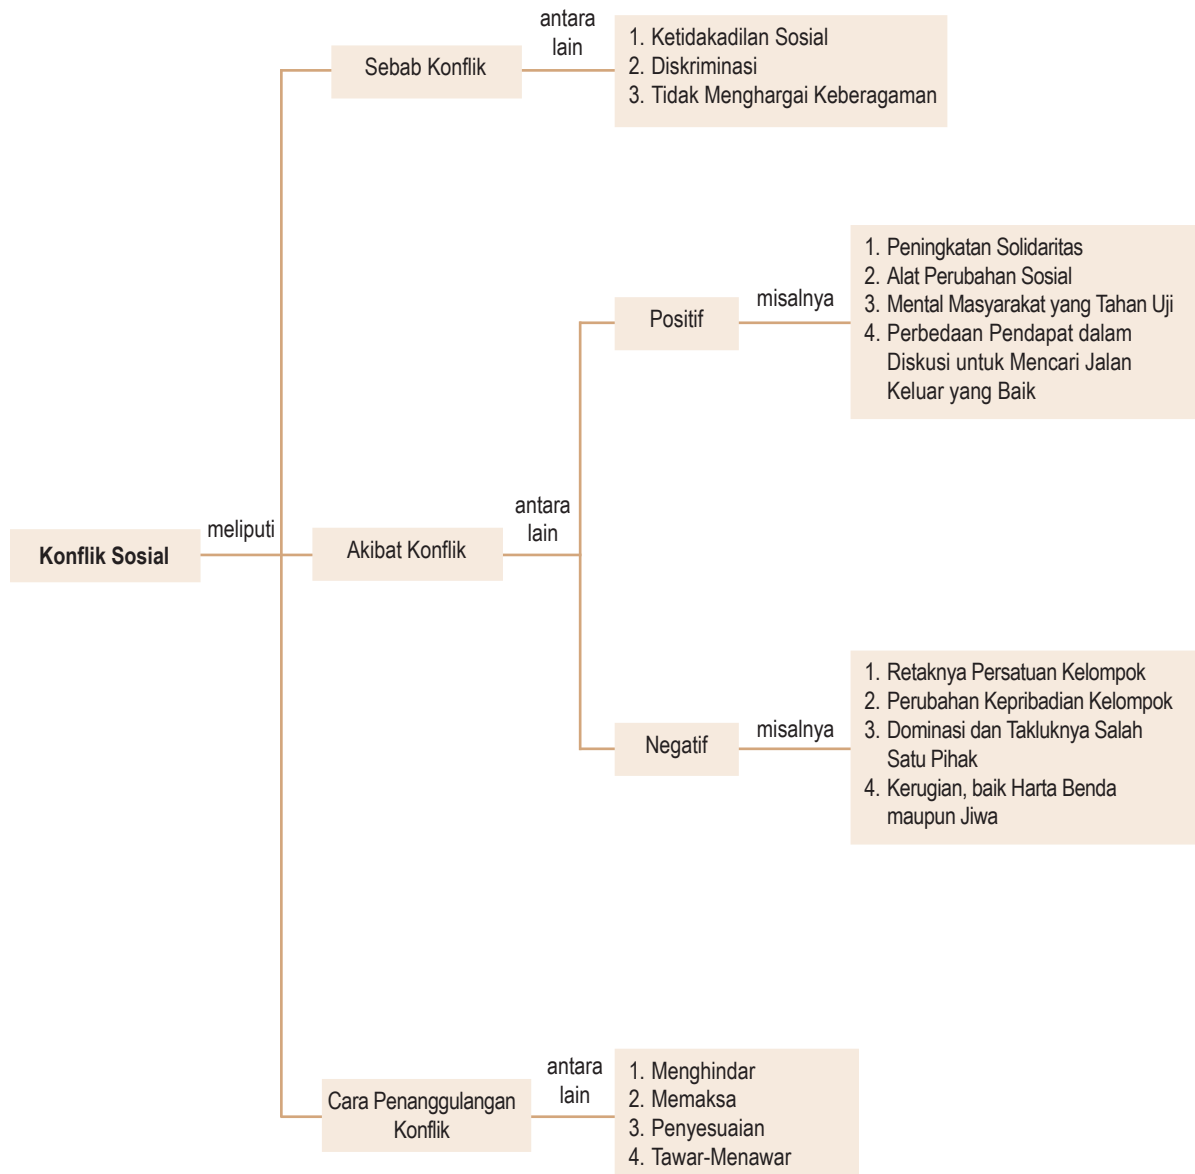 antara
lain
Sebab Konflik
1. Ketidakadilan Sosial
2. Diskriminasi
3. Tidak Menghargai Keberagaman
Positif
misalnya
1. Peningkatan Solidaritas
2. Alat Perubahan Sosial
3. Mental Masyarakat yang Tahan Uji
4. Perbedaan Pendapat dalam
Diskusi untuk Mencari Jalan
Keluar yang Baik
Konflik Sosial
meliputi
Akibat Konflik
antara
lain
Negatif
misalnya
1. Retaknya Persatuan Kelompok
2. Perubahan Kepribadian Kelompok
3. Dominasi dan Takluknya Salah
Satu Pihak
4. Kerugian, baik Harta Benda
maupun Jiwa
Cara Penanggulangan
Konflik
antara
lain
1. Menghindar
2. Memaksa
3. Penyesuaian
4. Tawar-Menawar